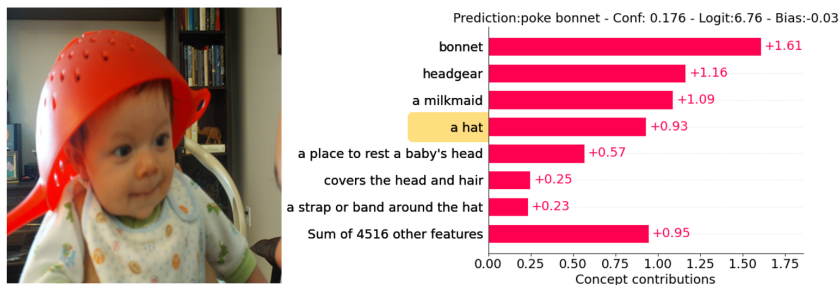 Prediction:poke bonnet - Conf: 0.176 - Logit:6.76 - Bias:-0.03
bonnet +1.61
headgear +1.16
a milkmaid +1.09
a hat +0.93
a place to rest a baby's head +0.57
covers the head and hair +0.25
a strap or band around the hat +0.23
Sum of 4516 other features +0.95
0.00 0.25 0.50 0.75 1.00 1.25 1.50 1.75
Concept contributions